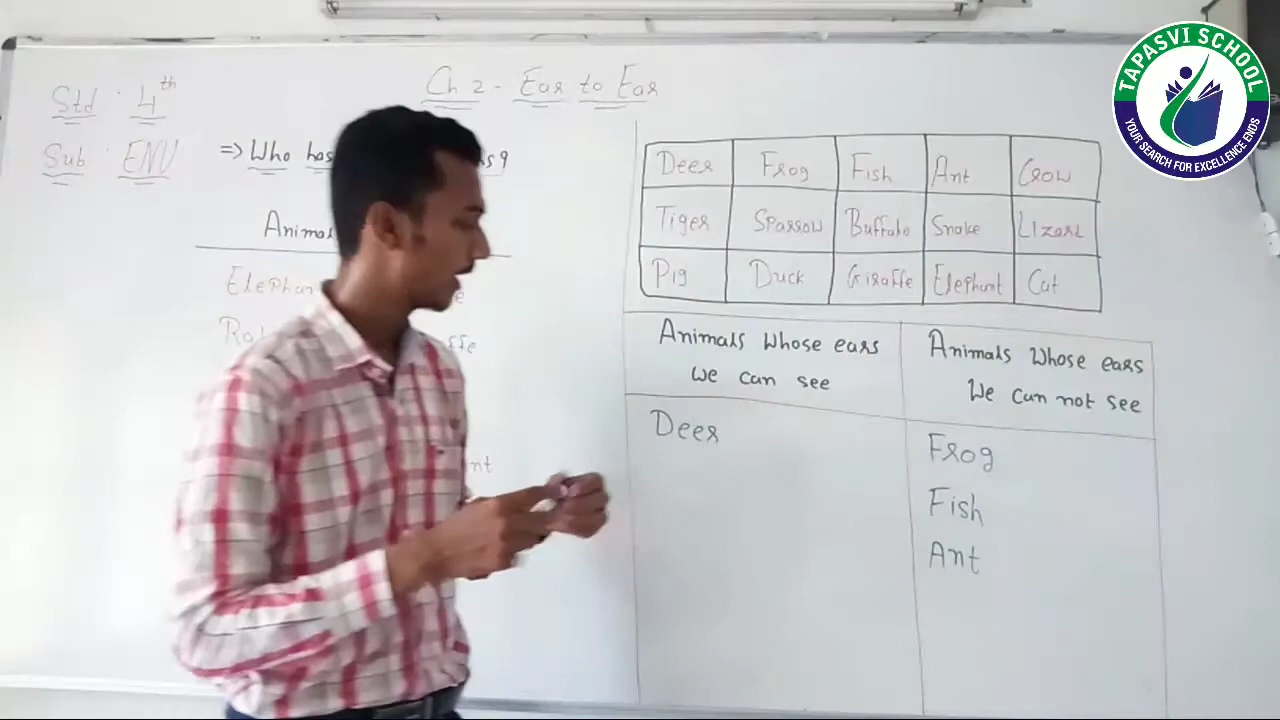 TAPASVI SCHOOL
YOUR SEARCH FOR EXCELLENCE ENDS
Std : 4th
Sub : ENV
Ch 2 - Ear to Ear
=> Who has
Deer Frog Fish Ant Crow
Tiger Sparrow Buffalo Snake Lizard
Pig Duck Giraffe Elephant Cat
Animals whose ears
we can see
Animals whose ears
We can not see
Deer
Frog
Fish
Ant